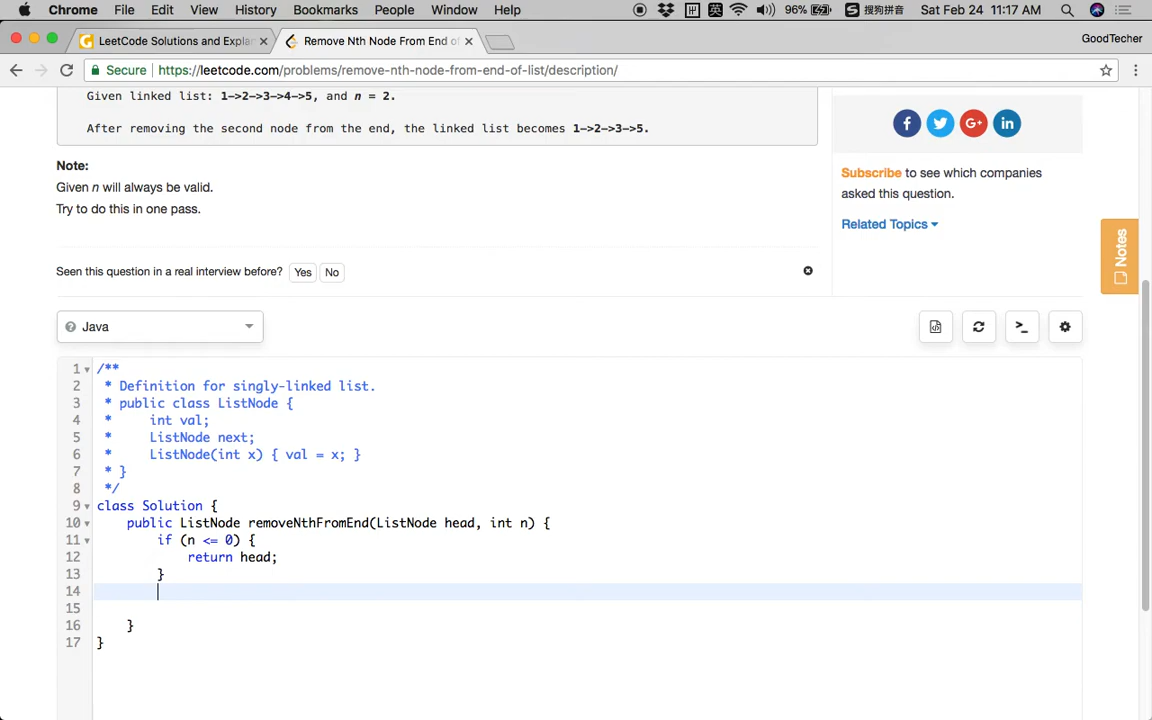 Chrome File Edit View History Bookmarks People Window Help 英 96% 搜狗拼音 Sat Feb 24 11:17 AM
LeetCode Solutions and Explar Remove Nth Node From End of GoodTecher
Secure https://leetcode.com/problems/remove-nth-node-from-end-of-list/description/
Given linked list: 1->2->3->4->5, and n = 2.
After removing the second node from the end, the linked list becomes 1->2->3->5.
Note:
Given n will always be valid.
Try to do this in one pass.
Subscribe to see which companies
asked this question.
Related Topics
Notes
Seen this question in a real interview before? Yes No
Java
1 /**
2 * Definition for singly-linked list.
3 * public class ListNode {
4 * int val;
5 * ListNode next;
6 * ListNode(int x) { val = x; }
7 * }
8 */
9 class Solution {
10 public ListNode removeNthFromEnd(ListNode head, int n) {
11 if (n <= 0) {
12 return head;
13 }
14
15
16 }
17 }